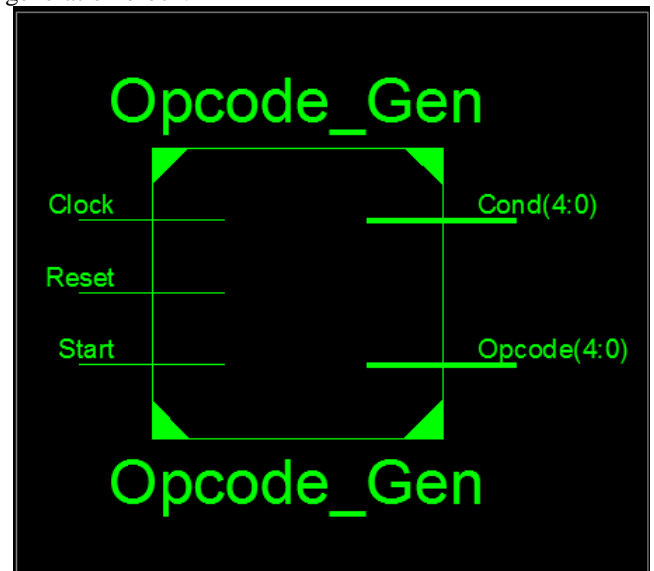 Opcode_Gen
Clock
Cond(4:0)
Reset
Start
Opcode(4:0)
Opcode_Gen